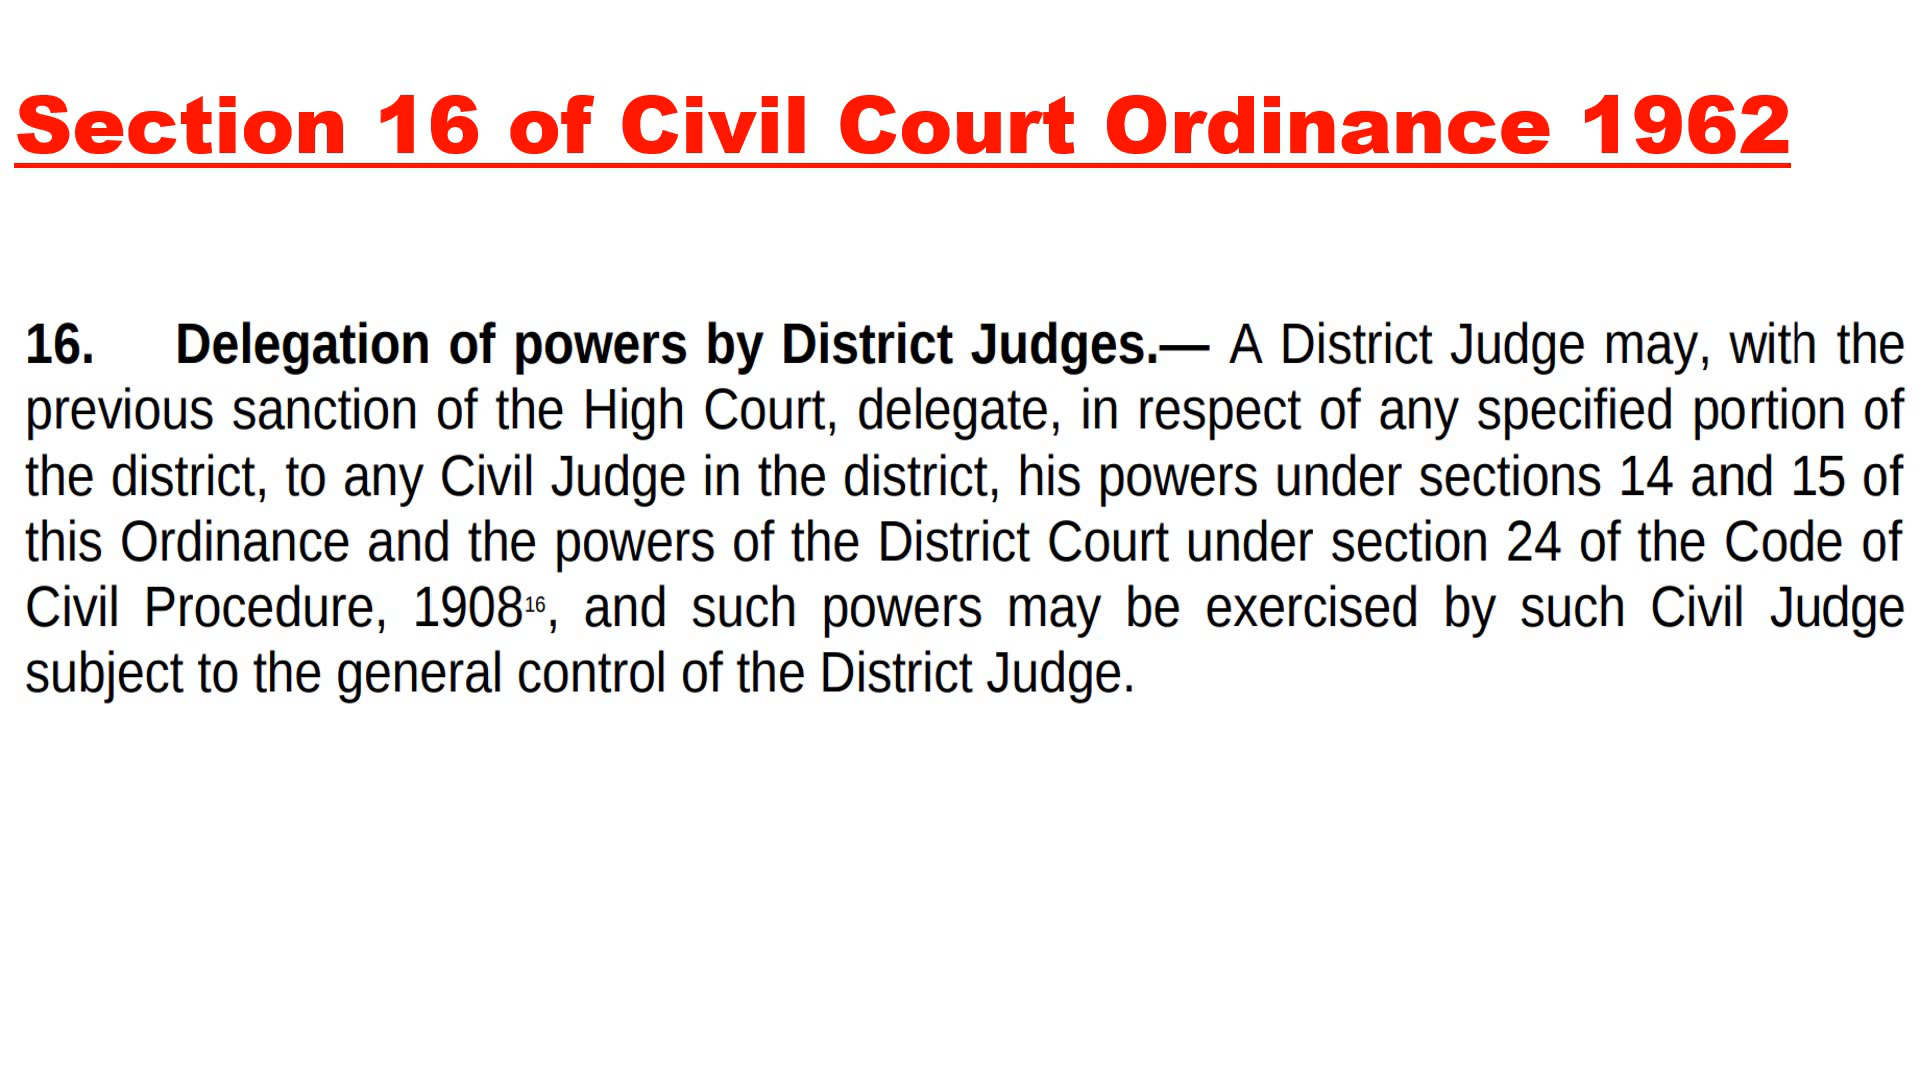 Section 16 of Civil Court Ordinance 1962
16. Delegation of powers by District Judges.— A District Judge may, with the
previous sanction of the High Court, delegate, in respect of any specified portion of
the district, to any Civil Judge in the district, his powers under sections 14 and 15 of
this Ordinance and the powers of the District Court under section 24 of the Code of
Civil Procedure, 1908¹⁶, and such powers may be exercised by such Civil Judge
subject to the general control of the District Judge.